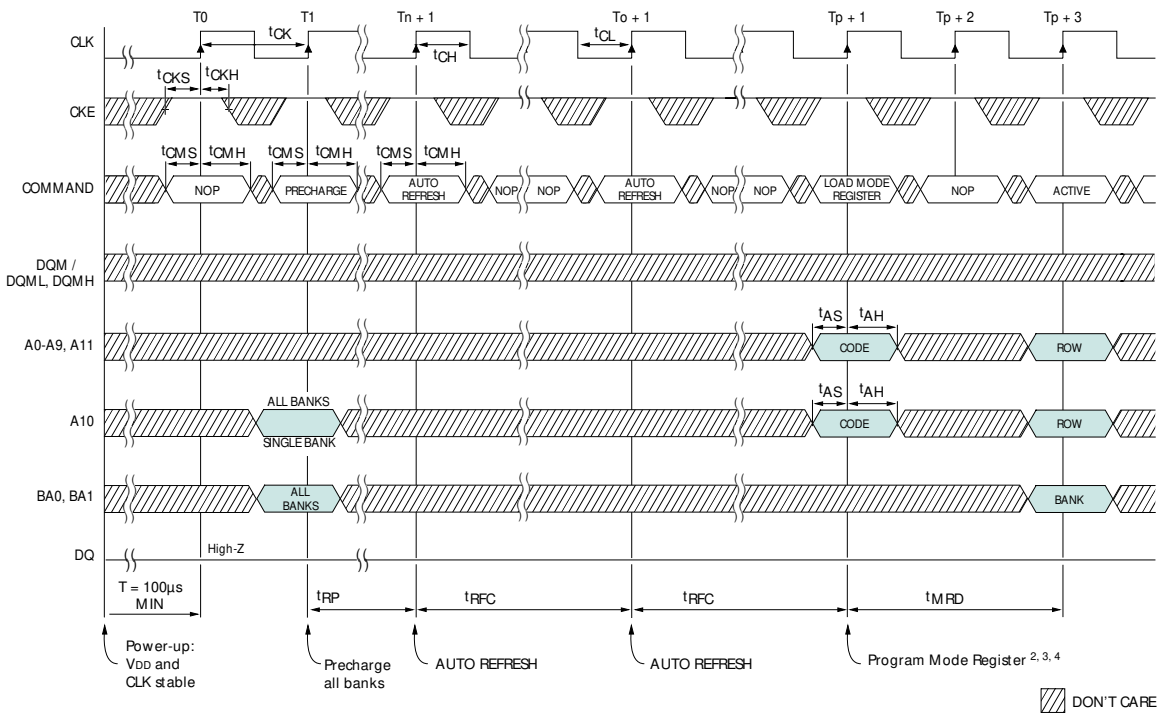 T0 T1 Tn + 1 To + 1 Tp + 1 Tp + 2 Tp + 3
CLK tCK tCH tCL
tCKS tCKH
CKE
tCMS tCMH tCMS tCMH tCMS tCMH
COMMAND NOP PRECHARGE AUTO REFRESH NOP NOP AUTO REFRESH NOP NOP LOAD MODE REGISTER NOP ACTIVE
DQM /
DQML, DQMH
tAS tAH
A0-A9, A11 CODE ROW
ALL BANKS tAS tAH
A10 CODE ROW
SINGLE BANK
BA0, BA1 ALL BANKS BANK
DQ High-Z
T = 100µs
MIN
tRP tRFC tRFC tMRD
Power-up:
VDD and
CLK stable
Precharge
all banks
AUTO REFRESH
AUTO REFRESH
Program Mode Register 2, 3, 4
DON'T CARE